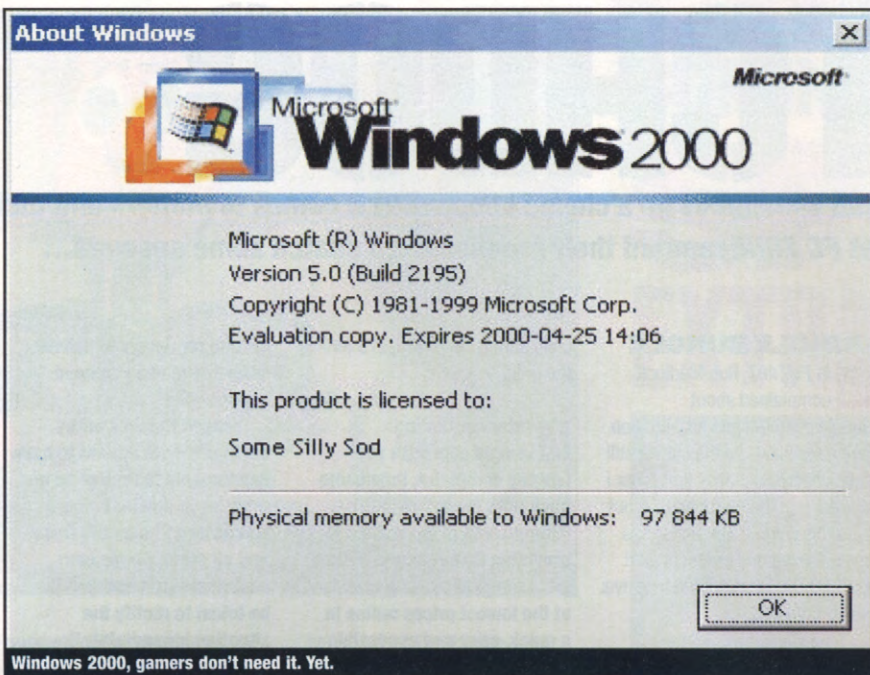 About Windows
Microsoft
Microsoft
Windows 2000
Microsoft (R) Windows
Version 5.0 (Build 2195)
Copyright (C) 1981-1999 Microsoft Corp.
Evaluation copy. Expires 2000-04-25 14:06
This product is licensed to:
Some Silly Sod
Physical memory available to Windows: 97 844 KB
OK
Windows 2000, gamers don't need it. Yet.